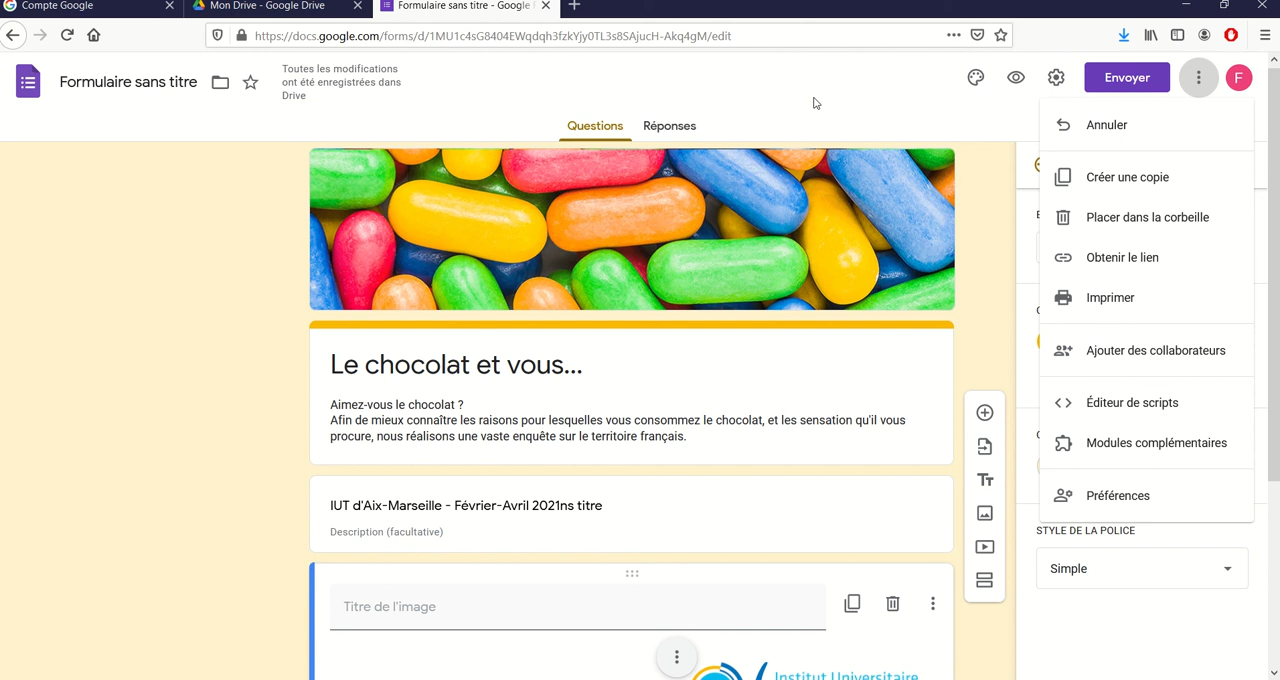 Compte Google
Mon Drive - Google Drive
Formulaire sans titre - Google F
https://docs.google.com/forms/d/1MU1c4sG8404EWqdqh3fzkYjy0TL3s8SAjucH-Akq4gM/edit
Formulaire sans titre
Toutes les modifications
ont été enregistrées dans
Drive
Envoyer
F
Questions
Réponses
Annuler
Créer une copie
Placer dans la corbeille
Obtenir le lien
Imprimer
Ajouter des collaborateurs
Éditeur de scripts
Modules complémentaires
Préférences
Le chocolat et vous...
Aimez-vous le chocolat ?
Afin de mieux connaître les raisons pour lesquelles vous consommez le chocolat, et les sensation qu'il vous
procure, nous réalisons une vaste enquête sur le territoire français.
IUT d'Aix-Marseille - Février-Avril 2021ns titre
Description (facultative)
STYLE DE LA POLICE
Simple
Titre de l'image
Institut Universitaire